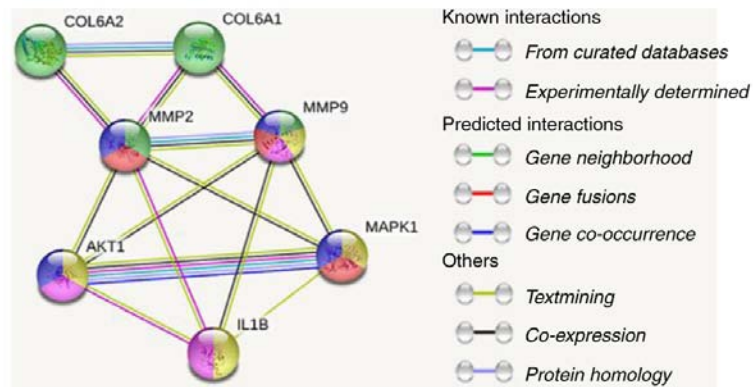 COL6A2
COL6A1
MMP2
MMP9
AKT1
MAPK1
IL1B
Known interactions
From curated databases
Experimentally determined
Predicted interactions
Gene neighborhood
Gene fusions
Gene co-occurrence
Others
Textmining
Co-expression
Protein homology